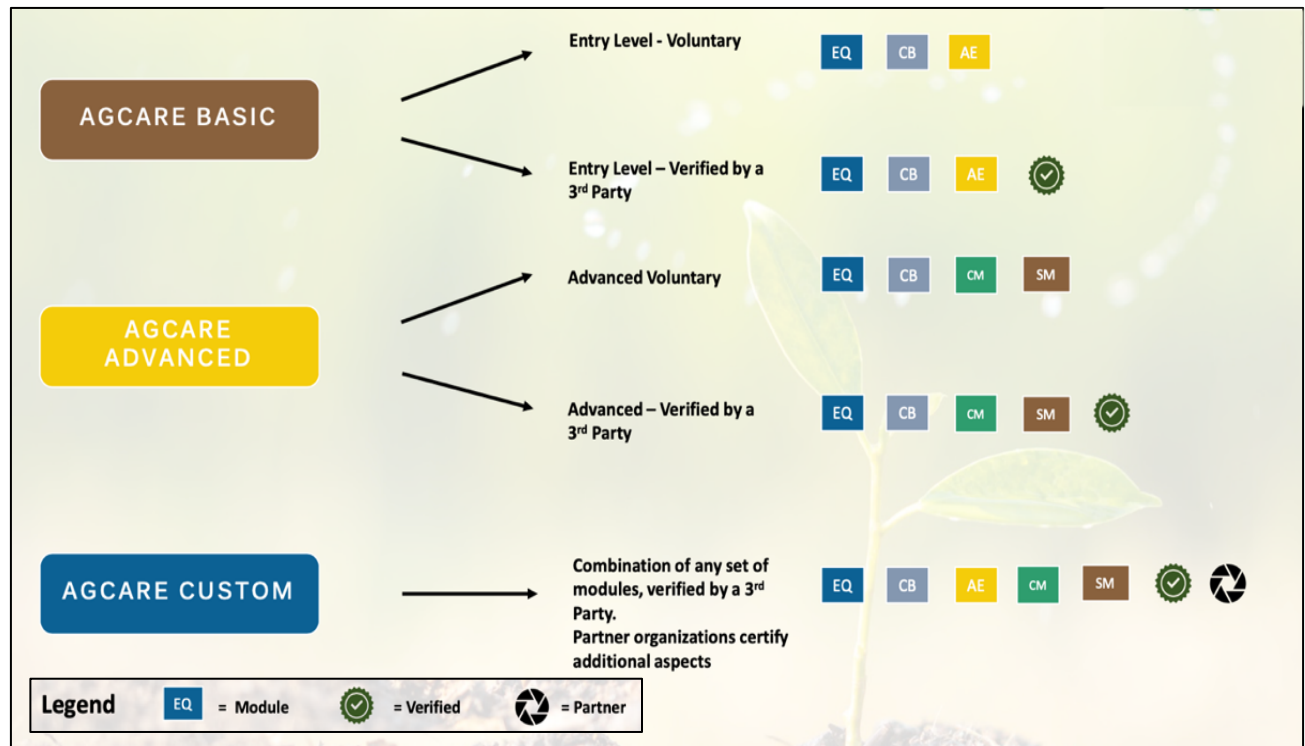 AGCARE BASIC
Entry Level - Voluntary
EQ CB AE
Entry Level – Verified by a
3rd Party
EQ CB AE
AGCARE
ADVANCED
Advanced Voluntary
EQ CB CM SM
Advanced – Verified by a
3rd Party
EQ CB CM SM
AGCARE CUSTOM
Combination of any set of
modules, verified by a 3rd
Party.
Partner organizations certify
additional aspects
EQ CB AE CM SM
Legend EQ = Module = Verified = Partner